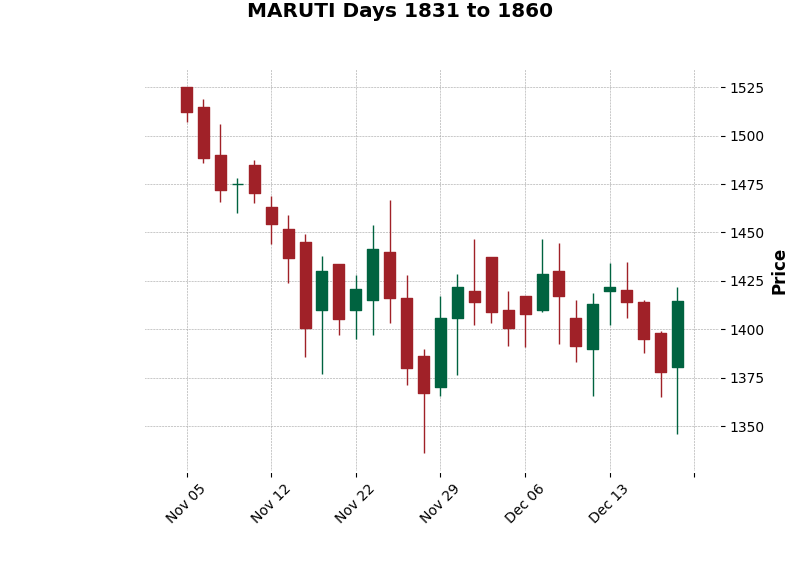 MARUTI Days 1831 to 1860
1525
1500
1475
1450
1425
1400
1375
1350
Price
Nov 05
Nov 12
Nov 22
Nov 29
Dec 06
Dec 13